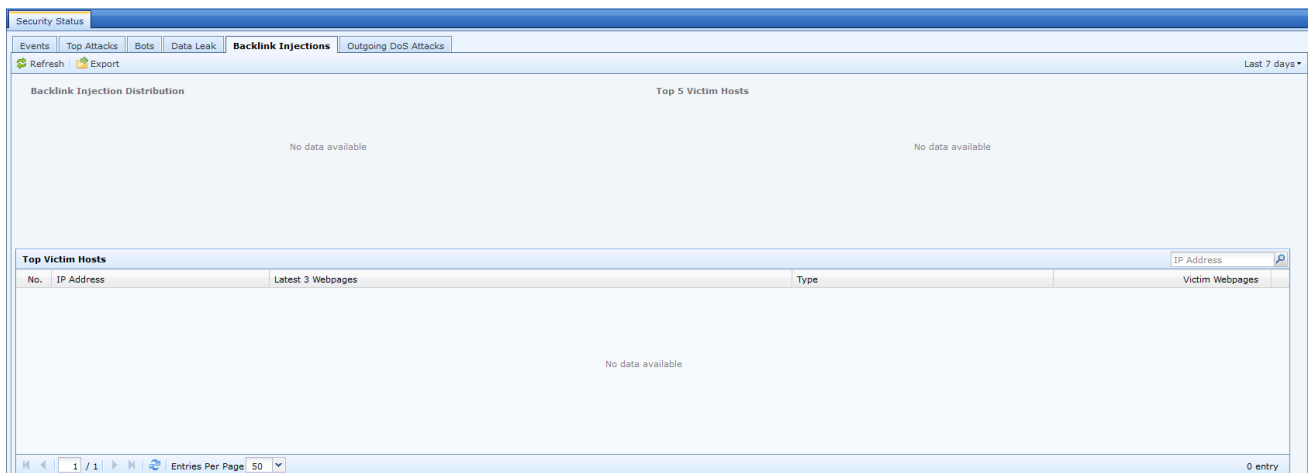 Security Status
Events Top Attacks Bots Data Leak Backlink Injections Outgoing DoS Attacks
Refresh Export Last 7 days
Backlink Injection Distribution Top 5 Victim Hosts
No data available No data available
Top Victim Hosts IP Address
No. IP Address Latest 3 Webpages Type Victim Webpages
No data available
1 / 1 Entries Per Page 50 0 entry